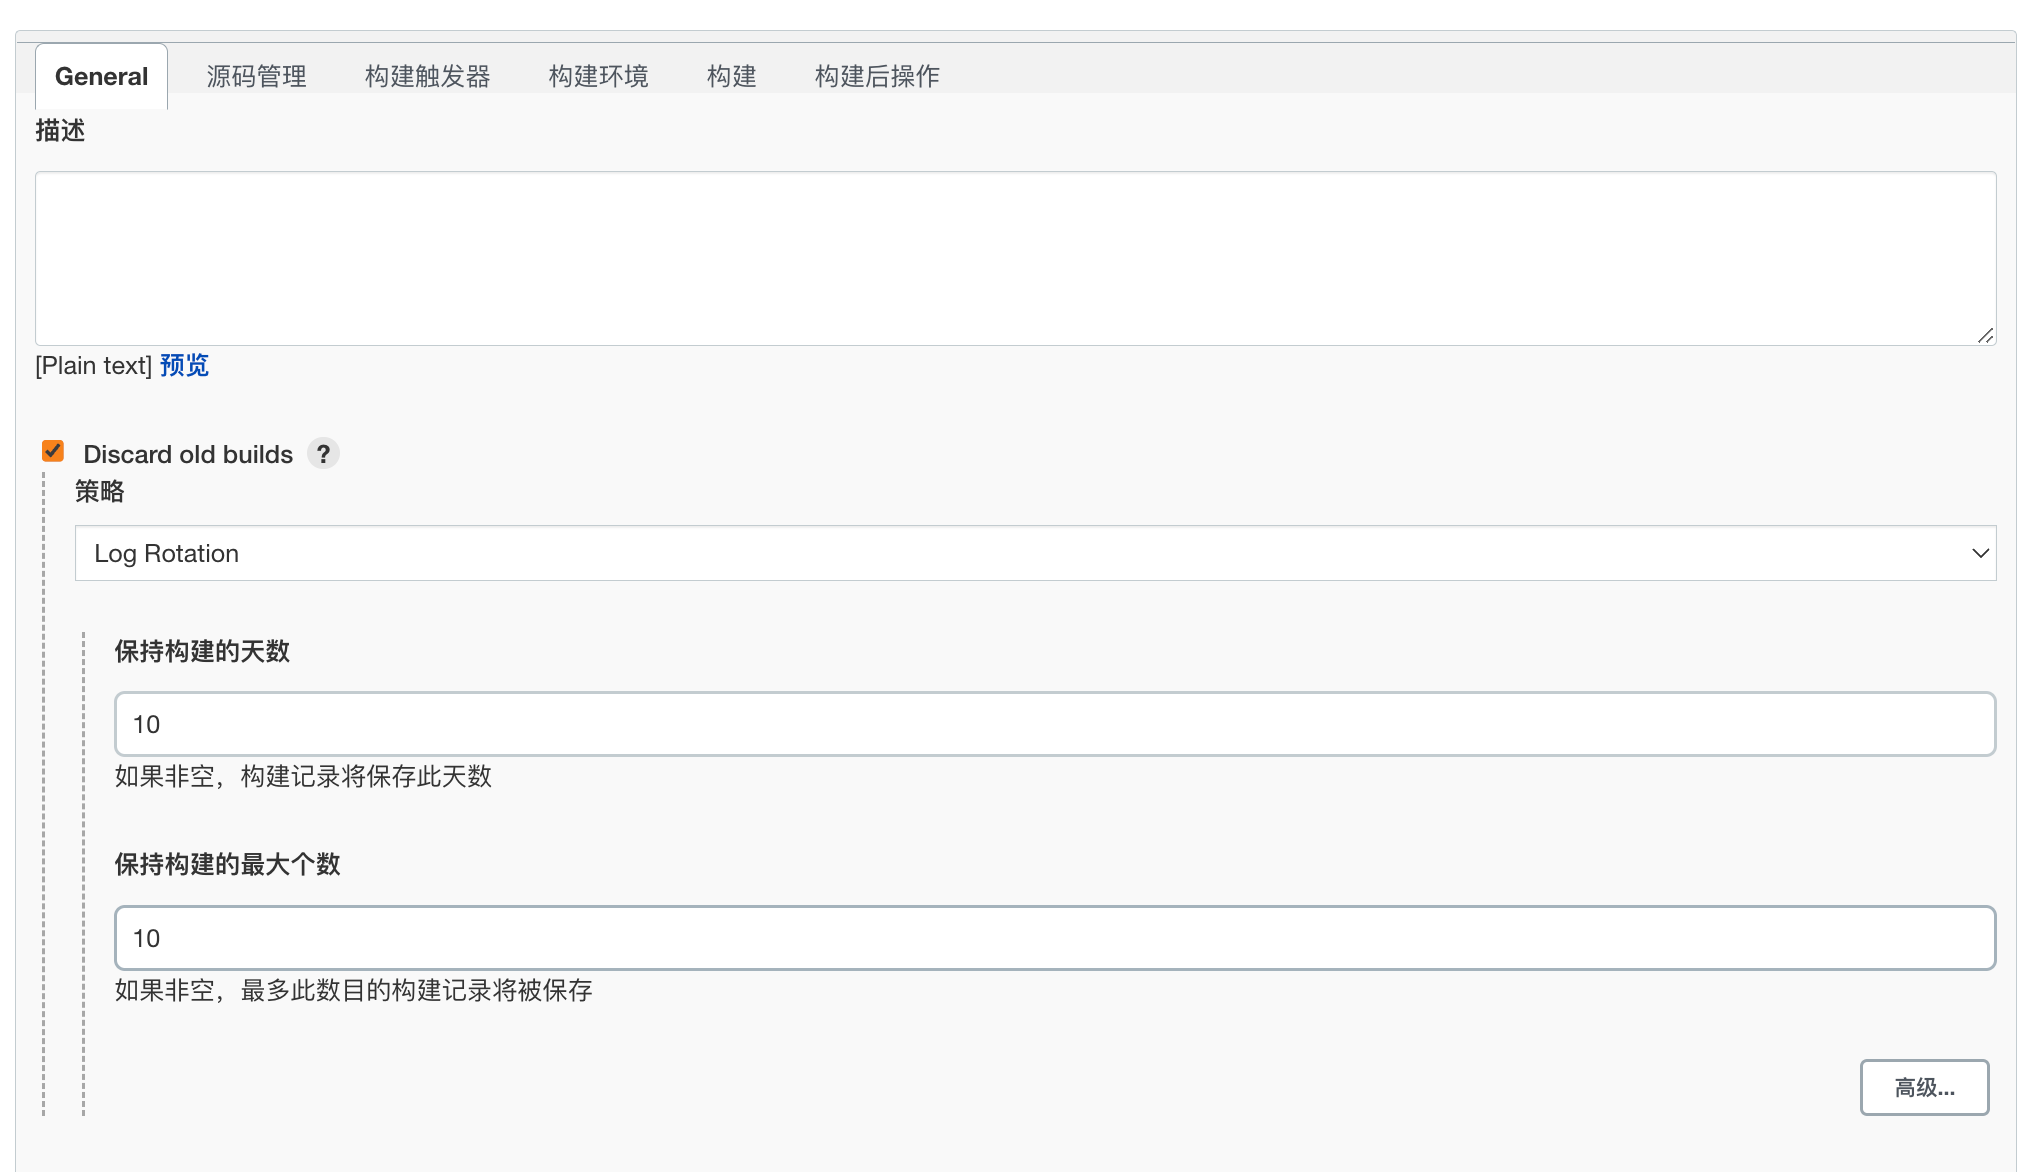 General 源码管理 构建触发器 构建环境 构建 构建后操作
描述
[Plain text] 预览
Discard old builds ?
策略
Log Rotation
保持构建的天数
10
如果非空，构建记录将保存此天数
保持构建的最大个数
10
如果非空，最多此数目的构建记录将被保存
高级...